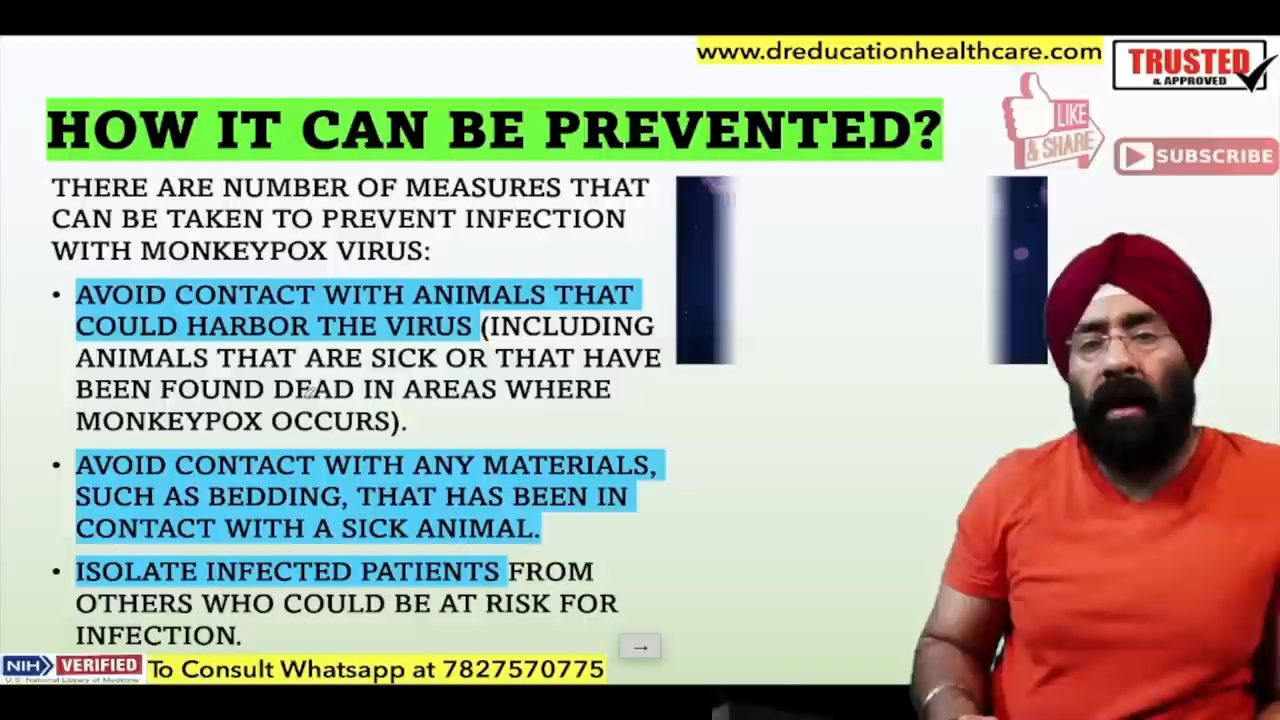 www.dreducationhealthcare.com
TRUSTED
& APPROVED
LIKE
& SHARE
SUBSCRIBE
HOW IT CAN BE PREVENTED?
THERE ARE NUMBER OF MEASURES THAT
CAN BE TAKEN TO PREVENT INFECTION
WITH MONKEYPOX VIRUS:
• AVOID CONTACT WITH ANIMALS THAT
COULD HARBOR THE VIRUS (INCLUDING
ANIMALS THAT ARE SICK OR THAT HAVE
BEEN FOUND DEAD IN AREAS WHERE
MONKEYPOX OCCURS).
• AVOID CONTACT WITH ANY MATERIALS,
SUCH AS BEDDING, THAT HAS BEEN IN
CONTACT WITH A SICK ANIMAL.
• ISOLATE INFECTED PATIENTS FROM
OTHERS WHO COULD BE AT RISK FOR
INFECTION.
→
NIH VERIFIED
U.S. National Library of Medicine
To Consult Whatsapp at 7827570775